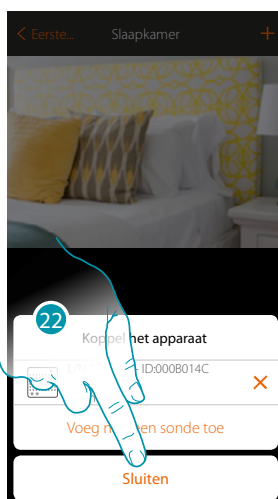 < Eerste... Slaapkamer +
22
Koppel het apparaat
ID:000B014C
Voeg een sonde toe
Sluiten